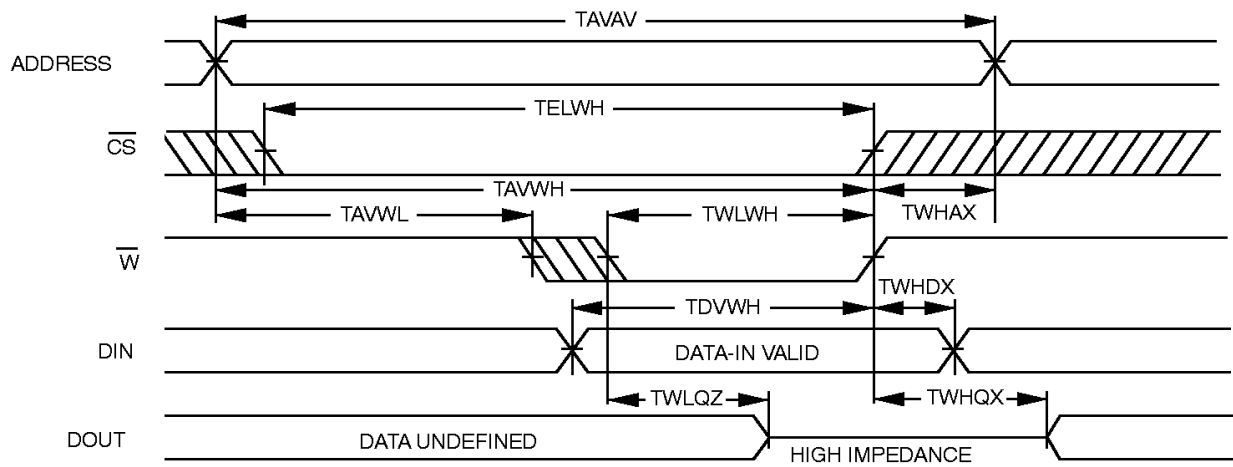 TAVAV
ADDRESS
TELWH
CS
TAVWH
TAVWL
TWLWH
TWHAX
W
TWHDX
TDVWH
DIN
DATA-IN VALID
TWLQZ
TWHQX
DOUT
DATA UNDEFINED
HIGH IMPEDANCE